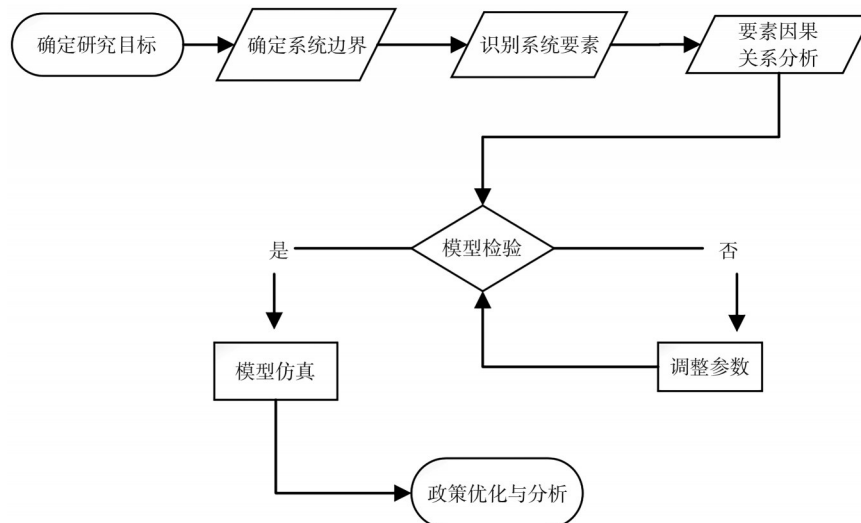 确定研究目标
确定系统边界
识别系统要素
要素因果
关系分析
模型检验
是
否
模型仿真
调整参数
政策优化与分析